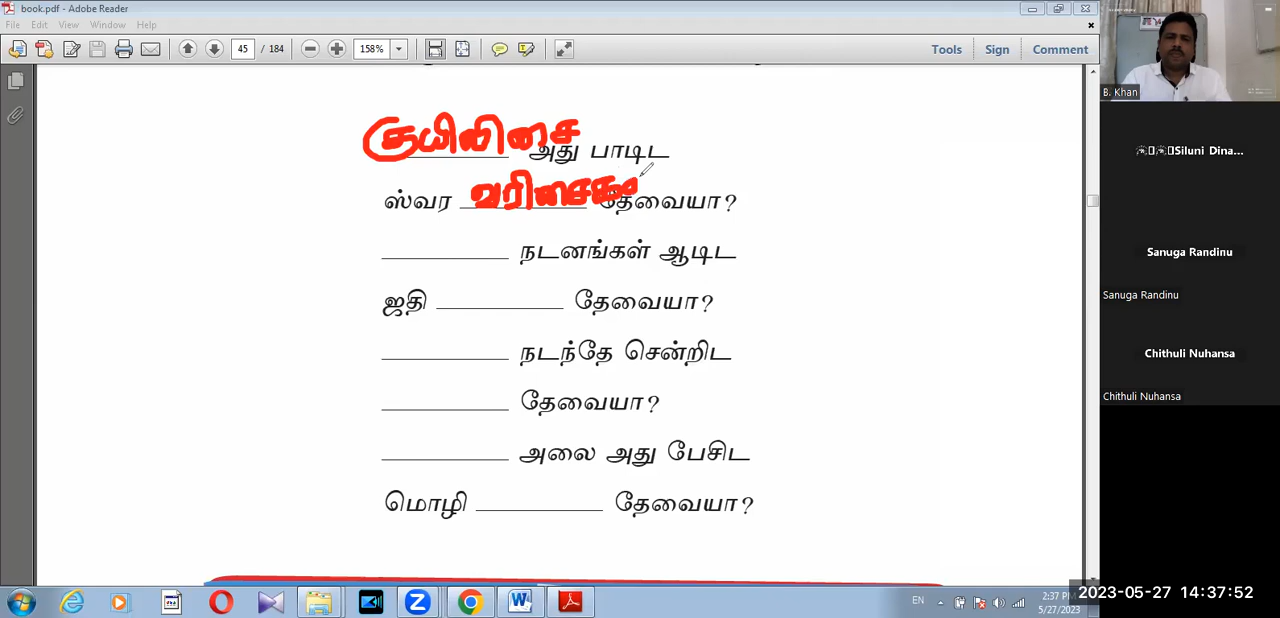 book.pdf - Adobe Reader
File Edit View Window Help
45 / 184 158% Tools Sign Comment
குயிலிசை அது பாடிட
ஸ்வர வரிசைகள் தேவையா?
நடனங்கள் ஆடிட
ஜதி தேவையா?
நடந்தே சென்றிட
தேவையா?
அலை அது பேசிட
மொழி தேவையா?
B. Khan
Siluni Dina...
Sanuga Randinu
Sanuga Randinu
Chithuli Nuhansa
Chithuli Nuhansa
EN 2:37 PM
5/27/2023
2023-05-27 14:37:52